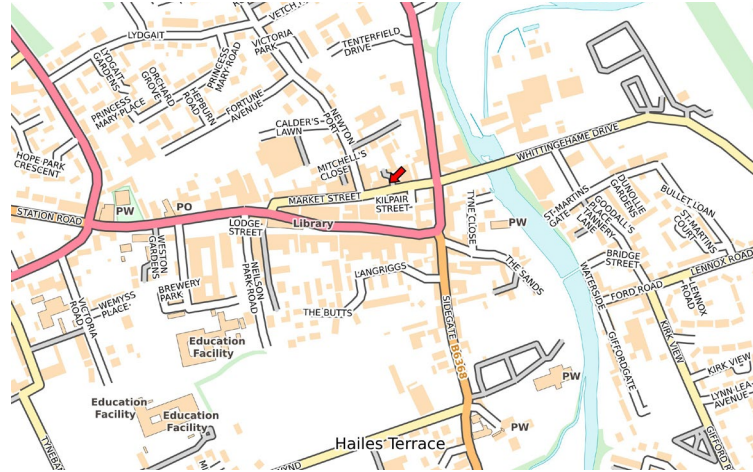 VETCH
LYDGAIT
VICTORIA
PARK
TENTERFIELD
DRIVE
LYDGAIT
GARDENS
PRINCESS
MARY ROAD
ORCHARD
GROVE
HEPBURN
ROAD
PRINCESS
MARY PLACE
FORTUNE
AVENUE
NEWTON
PORT
CALDER'S
LAWN
WHITTINGEHAME DRIVE
HOPE PARK
CRESCENT
MITCHELL'S
CLOSE
MARKET STREET
KILPAIR
STREET
ST-MARTINS
GATE
DUNOLLIE
GARDENS
GOODALL'S
PLACE
TANNERY
LANE
BULLET LOAN
ST-MARTINS
COURT
STATION ROAD
PW
PO
LODGE
STREET
Library
TYNE CLOSE
PW
WESTON
GARDENS
BRIDGE
STREET
LENNOX ROAD
NEILSON
PARK ROAD
LANGRIGGS
THE SANDS
WATERSIDE
FORD ROAD
LENNOX
ROAD
VICTORIA
ROAD
WEMYSS
PLACE
BREWERY
PARK
THE BUTTS
SIDEGATE B6368
GIFFORDGATE
KIRK VIEW
Education
Facility
PW
KIRK VIEW
LYNN LEA
AVENUE
Education
Facility
Education
Facility
PW
GIFFORD R
TYNEBA
Hailes Terrace